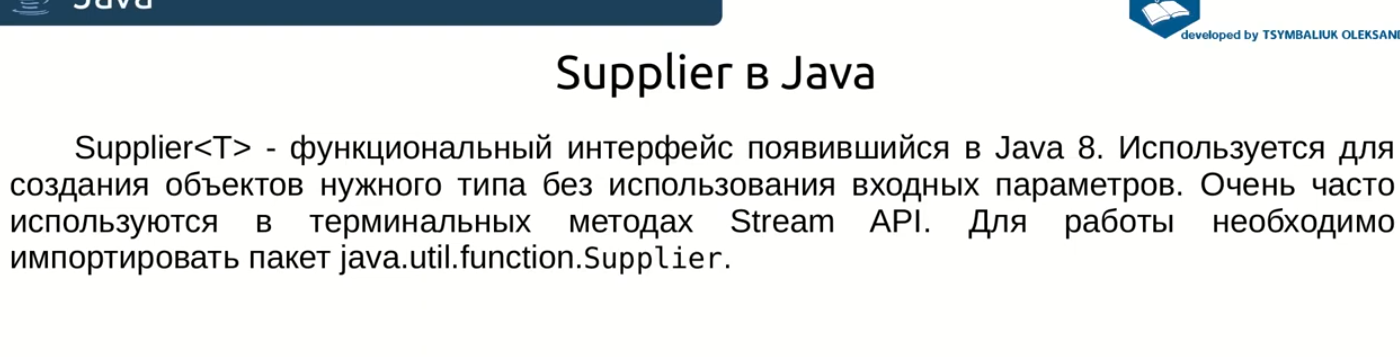 Java
developed by TSYMBALIUK
Supplier в Java
Supplier<T> - функциональный интерфейс появившийся в Java 8. Используется для
создания объектов нужного типа без использования входных параметров. Очень часто
используются в терминальных методах Stream API. Для работы необходимо
импортировать пакет java.util.function.Supplier.